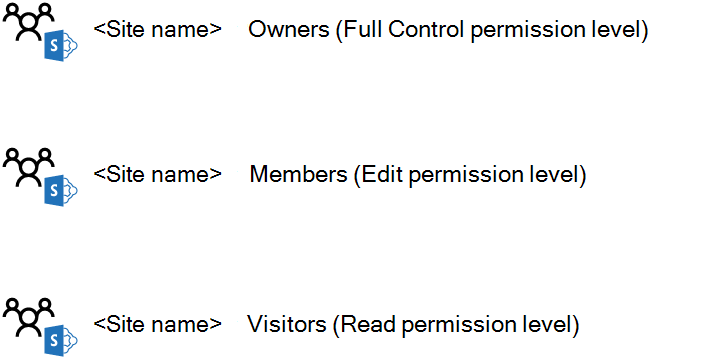 S <Site name> Owners (Full Control permission level)
S <Site name> Members (Edit permission level)
S <Site name> Visitors (Read permission level)